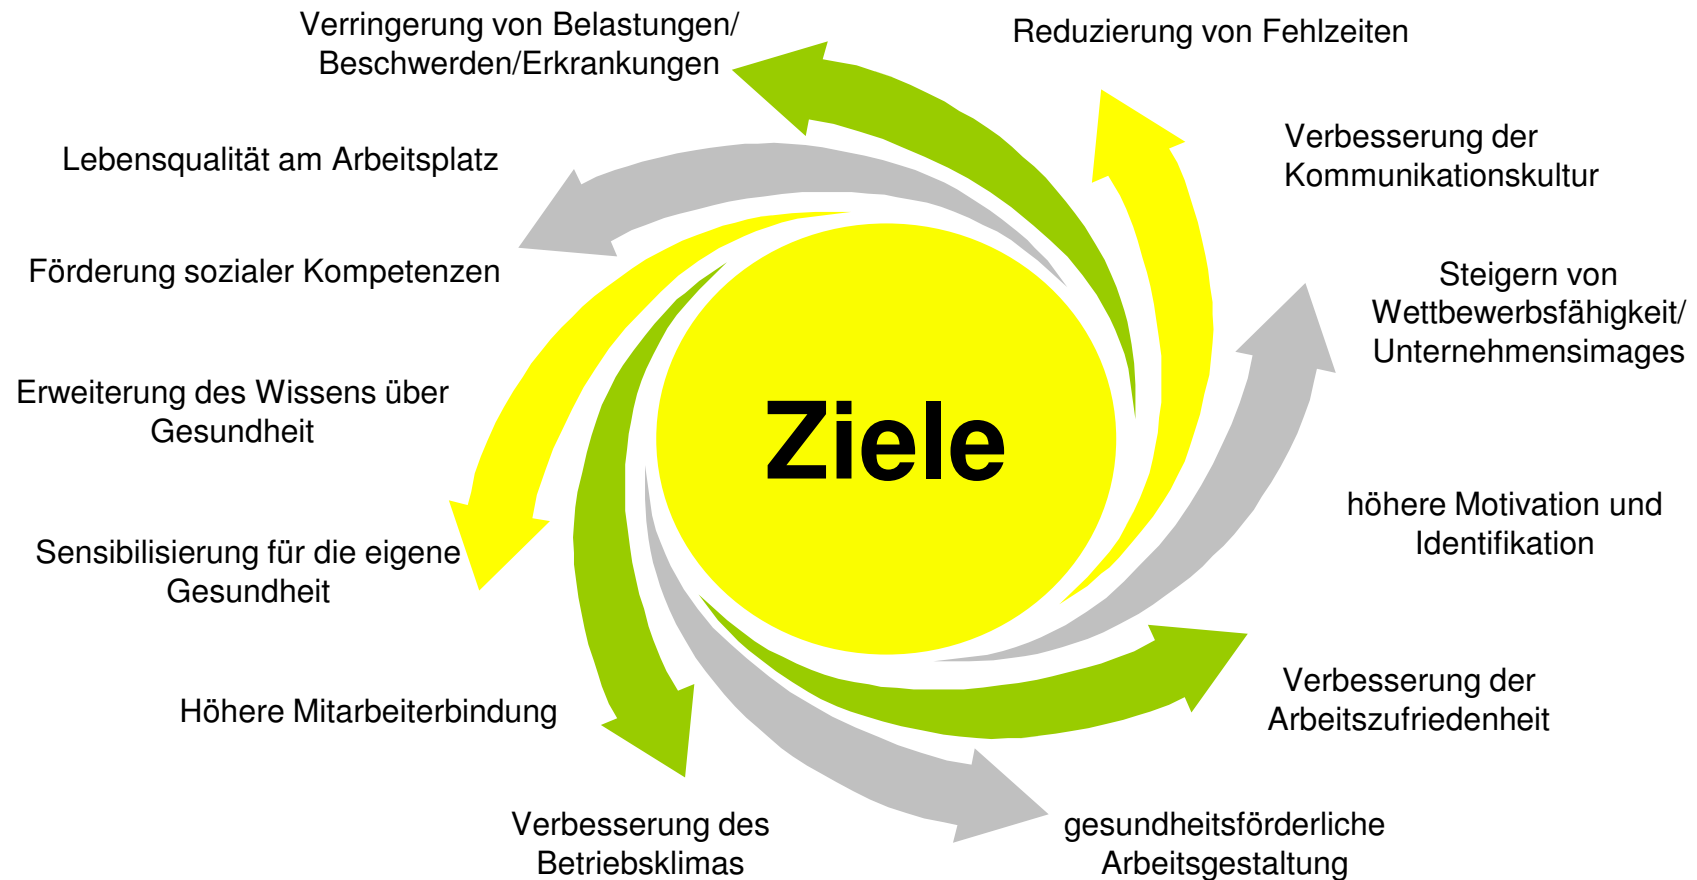 Verringerung von Belastungen/
Beschwerden/Erkrankungen
Reduzierung von Fehlzeiten
Verbesserung der
Kommunikationskultur
Lebensqualität am Arbeitsplatz
Förderung sozialer Kompetenzen
Steigern von
Wettbewerbsfähigkeit/
Unternehmensimages
Erweiterung des Wissens über
Gesundheit
Ziele
höhere Motivation und
Identifikation
Sensibilisierung für die eigene
Gesundheit
Höhere Mitarbeiterbindung
Verbesserung der
Arbeitszufriedenheit
Verbesserung des
Betriebsklimas
gesundheitsförderliche
Arbeitsgestaltung